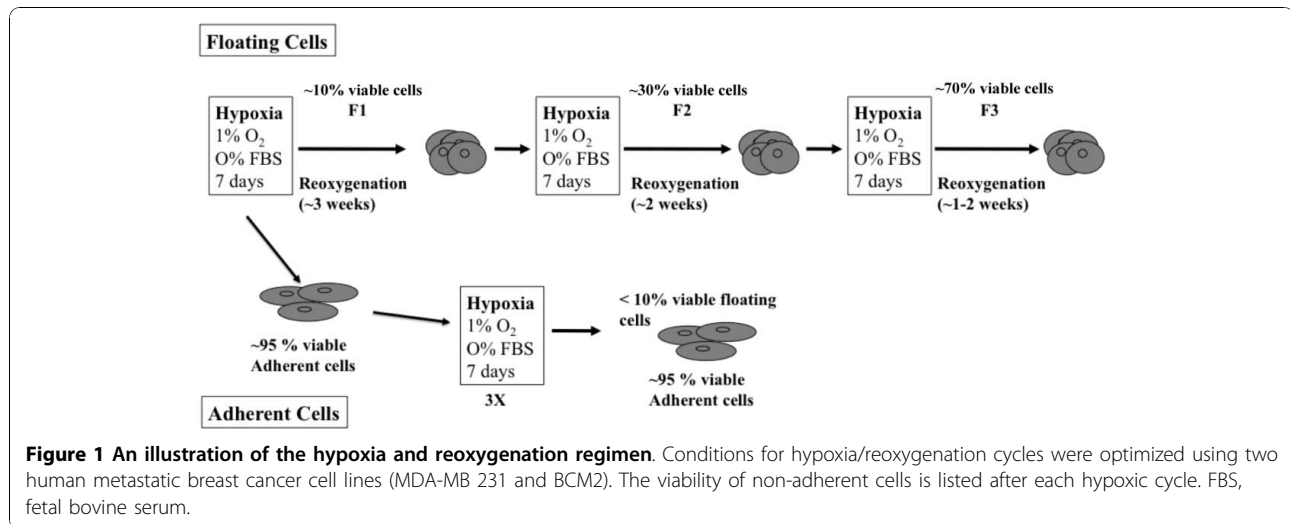 Floating Cells
Hypoxia
1% O₂
O% FBS
7 days
~10% viable cells
F1
Reoxygenation
(~3 weeks)
Hypoxia
1% O₂
O% FBS
7 days
~30% viable cells
F2
Reoxygenation
(~2 weeks)
Hypoxia
1% O₂
O% FBS
7 days
~70% viable cells
F3
Reoxygenation
(~1-2 weeks)
~95 % viable
Adherent cells
Hypoxia
1% O₂
O% FBS
7 days
3X
< 10% viable floating
cells
~95 % viable
Adherent cells
Adherent Cells
Figure 1 An illustration of the hypoxia and reoxygenation regimen. Conditions for hypoxia/reoxygenation cycles were optimized using two
human metastatic breast cancer cell lines (MDA-MB 231 and BCM2). The viability of non-adherent cells is listed after each hypoxic cycle. FBS,
fetal bovine serum.